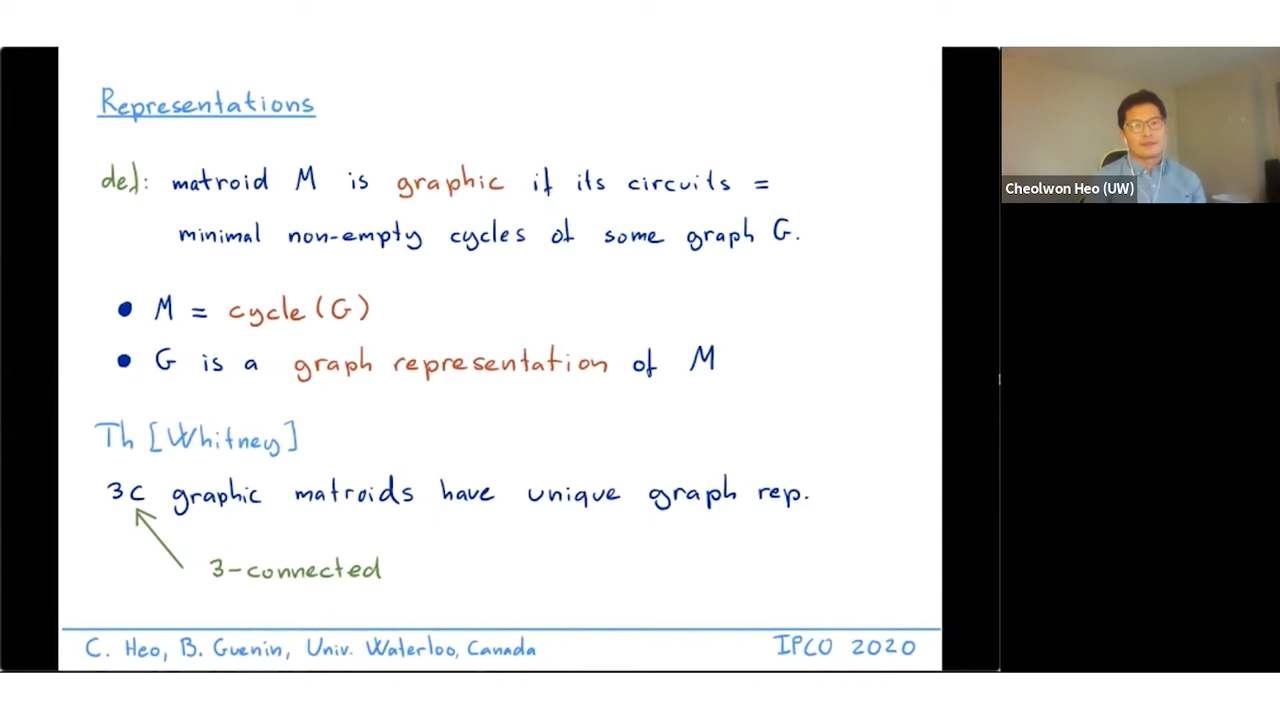 Representations
def: matroid M is graphic if its circuits =
minimal non-empty cycles of some graph G.
• M = cycle(G)
• G is a graph representation of M
Th [Whitney]
3C graphic matroids have unique graph rep.
3-connected
C. Heo, B. Guenin, Univ. Waterloo, Canada
IPCO 2020
Cheolwon Heo (UW)